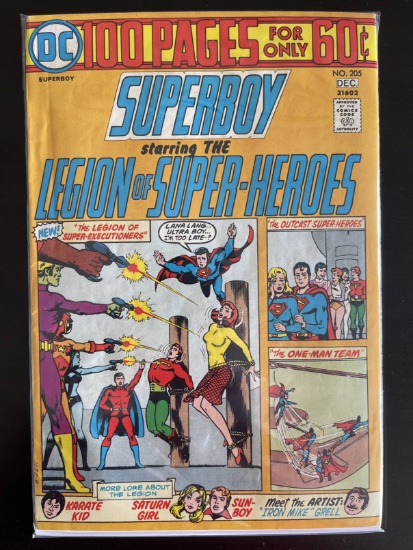 DC
100 PAGES FOR ONLY 60¢
SUPERBOY
NO. 205
DEC.
31602
APPROVED
BY THE
COMICS
CODE
AUTHORITY
SUPERBOY
starring THE
LEGION OF SUPER-HEROES
NEW!
"THE LEGION OF
SUPER-EXECUTIONERS"
LANA LANG...
ULTRA BOY...
I'M TOO LATE--?
"THE OUTCAST SUPER-HEROES"
"THE ONE-MAN TEAM"
MORE LORE ABOUT
THE LEGION
KARATE
KID
SATURN
GIRL
SUN-
BOY
Meet the ARTIST:
"IRON MIKE" GRELL